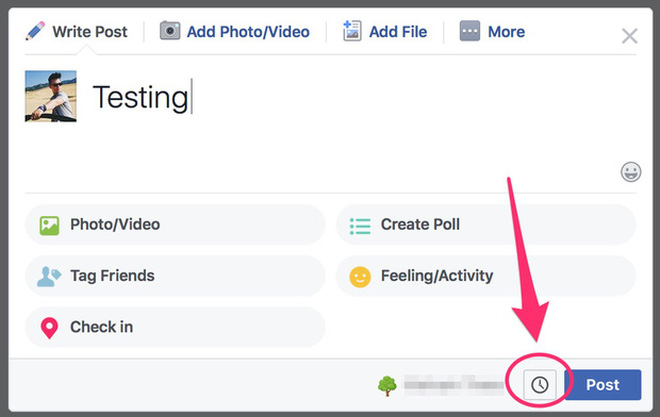 Write Post
Add Photo/Video
Add File
More
Testing
Photo/Video
Create Poll
Tag Friends
Feeling/Activity
Check in
Post